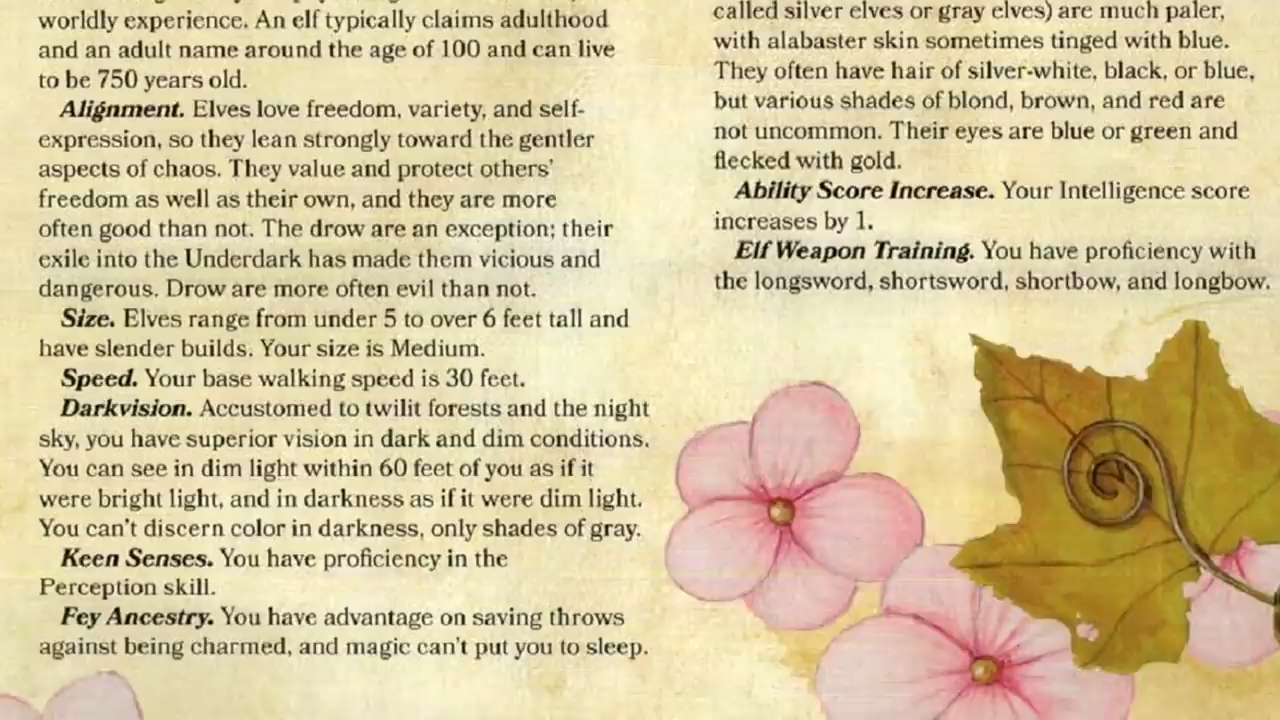 worldly experience. An elf typically claims adulthood
and an adult name around the age of 100 and can live
to be 750 years old.
Alignment. Elves love freedom, variety, and self-
expression, so they lean strongly toward the gentler
aspects of chaos. They value and protect others'
freedom as well as their own, and they are more
often good than not. The drow are an exception; their
exile into the Underdark has made them vicious and
dangerous. Drow are more often evil than not.
Size. Elves range from under 5 to over 6 feet tall and
have slender builds. Your size is Medium.
Speed. Your base walking speed is 30 feet.
Darkvision. Accustomed to twilit forests and the night
sky, you have superior vision in dark and dim conditions.
You can see in dim light within 60 feet of you as if it
were bright light, and in darkness as if it were dim light.
You can't discern color in darkness, only shades of gray.
Keen Senses. You have proficiency in the
Perception skill.
Fey Ancestry. You have advantage on saving throws
against being charmed, and magic can't put you to sleep.
called silver elves or gray elves) are much paler,
with alabaster skin sometimes tinged with blue.
They often have hair of silver-white, black, or blue,
but various shades of blond, brown, and red are
not uncommon. Their eyes are blue or green and
flecked with gold.
Ability Score Increase. Your Intelligence score
increases by 1.
Elf Weapon Training. You have proficiency with
the longsword, shortsword, shortbow, and longbow.